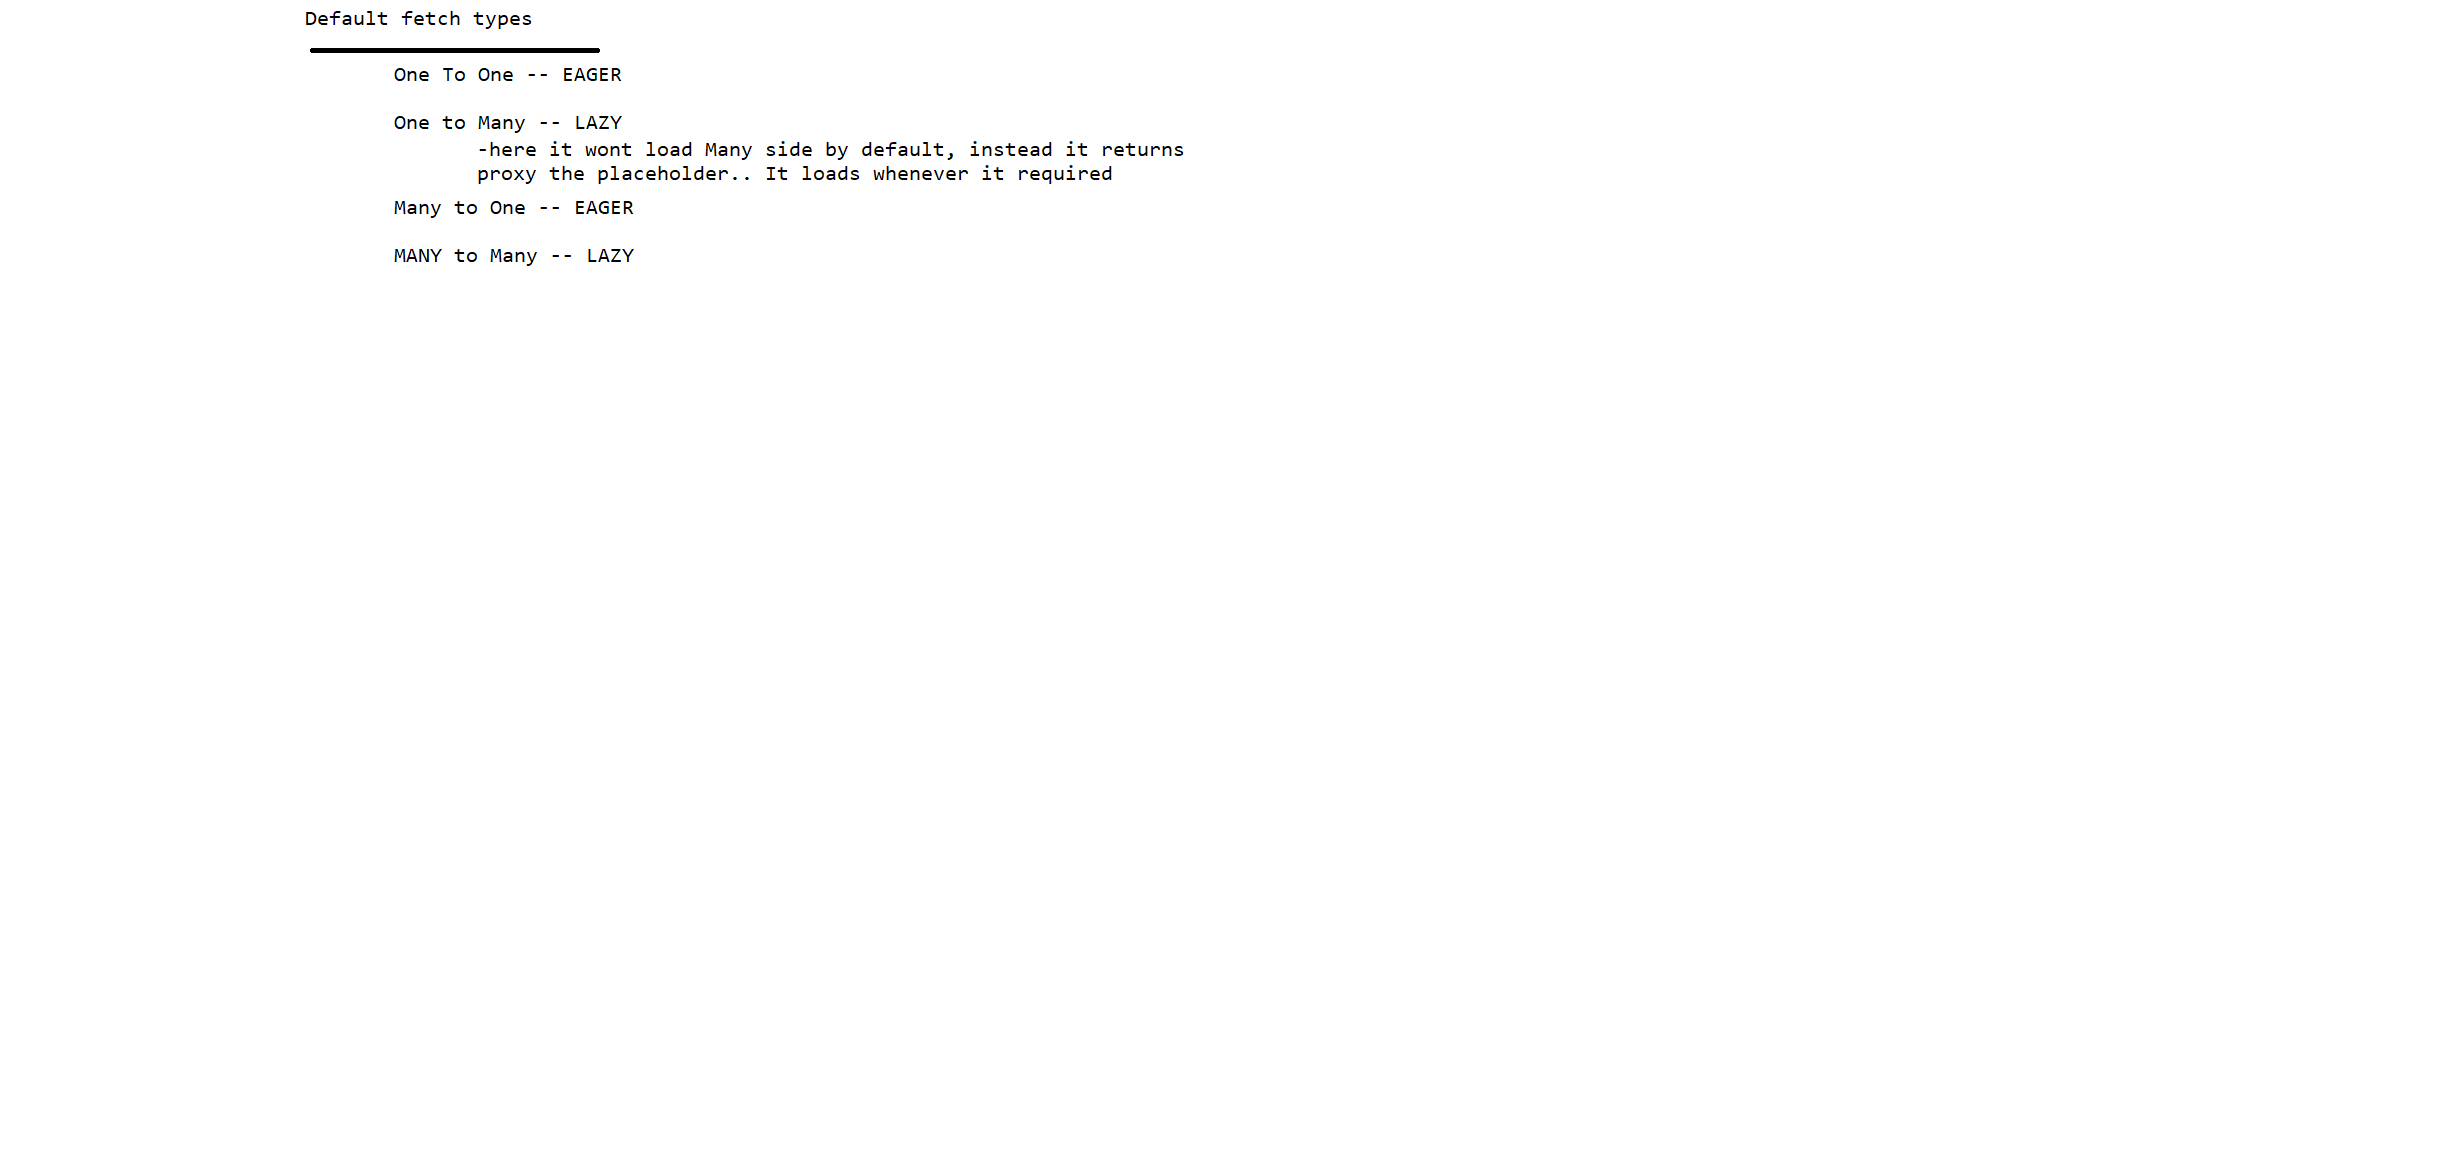 Default fetch types
One To One -- EAGER
One to Many -- LAZY
-here it wont load Many side by default, instead it returns
proxy the placeholder.. It loads whenever it required
Many to One -- EAGER
MANY to Many -- LAZY